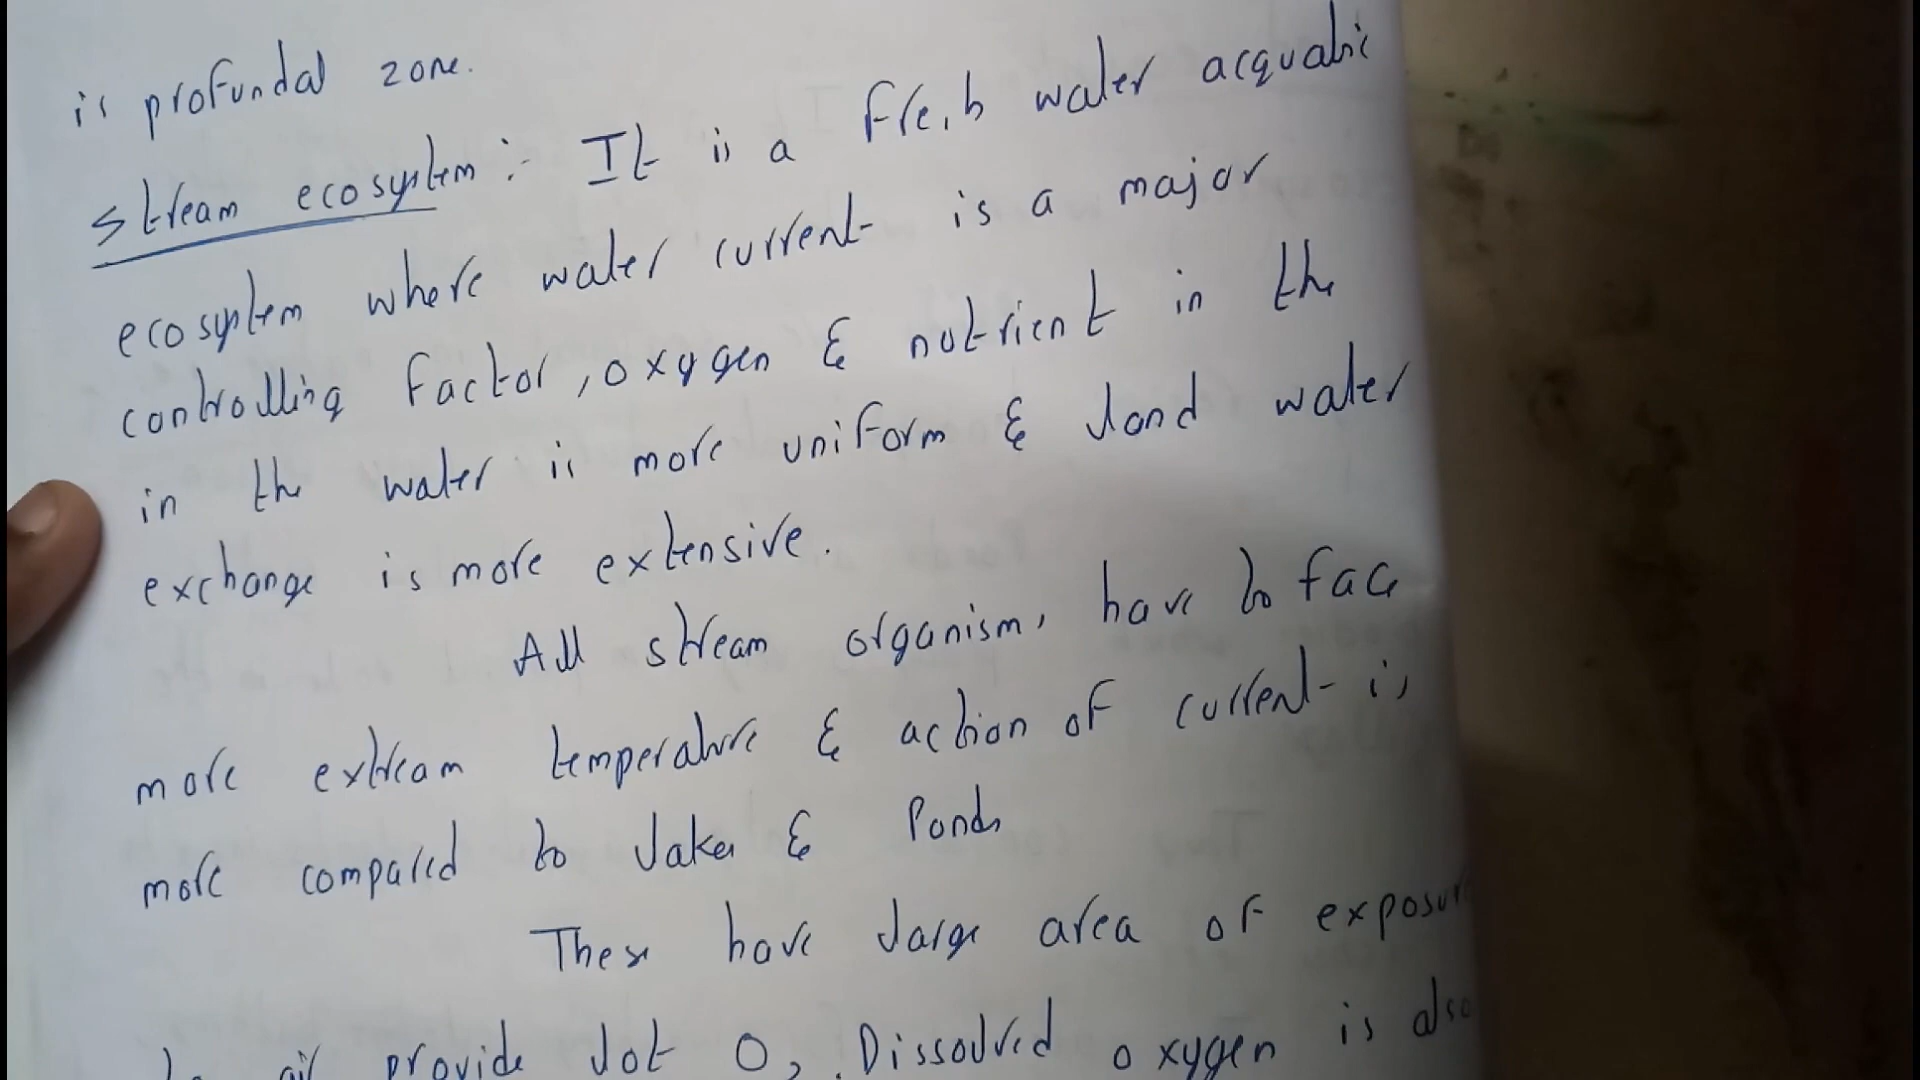 is profundal zone.
Stream ecosystem :- It is a fresh water acquatic
ecosystem where water current is a major
controlling factor, oxygen & nutrient in the
in the water is more uniform & land water
exchange is more extensive.
All stream organisms have to face
more extream temperature & action of current is
more compared to lakes & Ponds
These have large area of exposure
to air provide lot O2. Dissolved oxygen is also